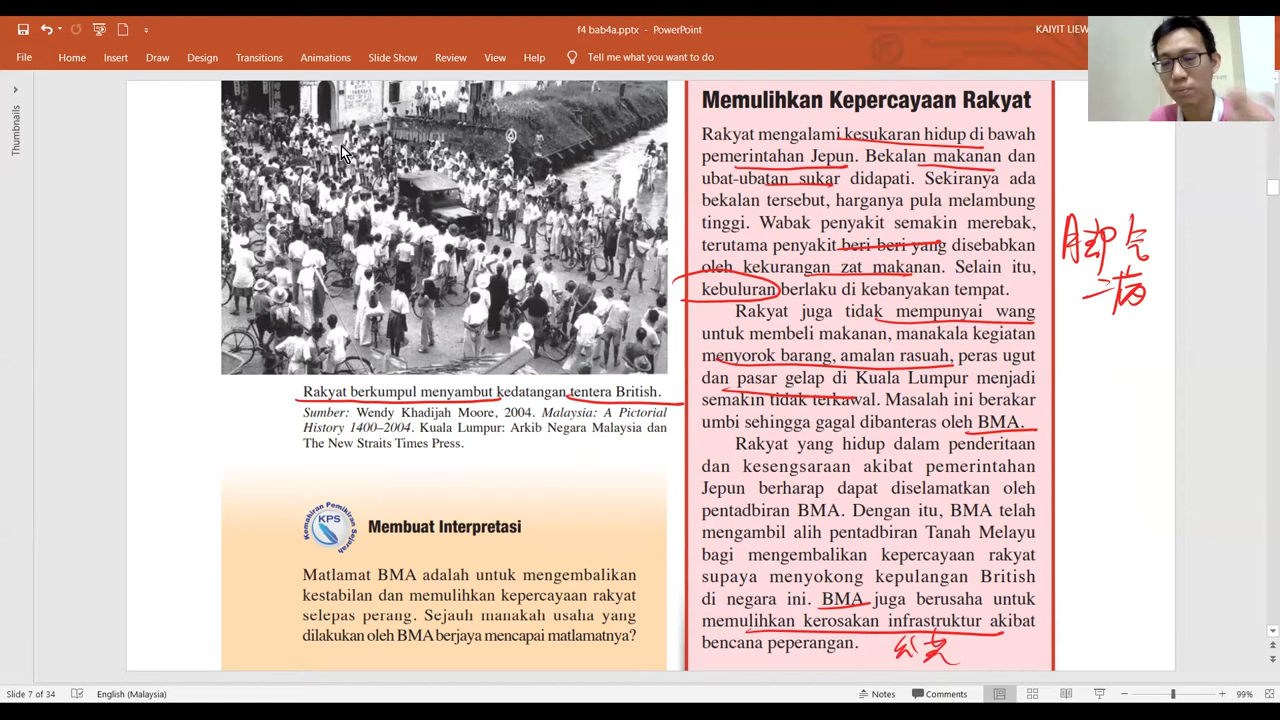 f4 bab4a.pptx - PowerPoint
KAIYIT LIEW
File Home Insert Draw Design Transitions Animations Slide Show Review View Help Tell me what you want to do
Thumbnails
Rakyat berkumpul menyambut kedatangan tentera British.
Sumber: Wendy Khadijah Moore, 2004. Malaysia: A Pictorial
History 1400–2004. Kuala Lumpur: Arkib Negara Malaysia dan
The New Straits Times Press.
Kemahiran Pemikiran Sejarah
KPS
Membuat Interpretasi
Matlamat BMA adalah untuk mengembalikan
kestabilan dan memulihkan kepercayaan rakyat
selepas perang. Sejauh manakah usaha yang
dilakukan oleh BMA berjaya mencapai matlamatnya?
Memulihkan Kepercayaan Rakyat
Rakyat mengalami kesukaran hidup di bawah
pemerintahan Jepun. Bekalan makanan dan
ubat-ubatan sukar didapati. Sekiranya ada
bekalan tersebut, harganya pula melambung
tinggi. Wabak penyakit semakin merebak,
terutama penyakit beri-beri yang disebabkan
oleh kekurangan zat makanan. Selain itu,
kebuluran berlaku di kebanyakan tempat.
Rakyat juga tidak mempunyai wang
untuk membeli makanan, manakala kegiatan
menyorok barang, amalan rasuah, peras ugut
dan pasar gelap di Kuala Lumpur menjadi
semakin tidak terkawal. Masalah ini berakar
umbi sehingga gagal dibanteras oleh BMA.
Rakyat yang hidup dalam penderitaan
dan kesengsaraan akibat pemerintahan
Jepun berharap dapat diselamatkan oleh
pentadbiran BMA. Dengan itu, BMA telah
mengambil alih pentadbiran Tanah Melayu
bagi mengembalikan kepercayaan rakyat
supaya menyokong kepulangan British
di negara ini. BMA juga berusaha untuk
memulihkan kerosakan infrastruktur akibat
bencana peperangan.
脚气
病
Slide 7 of 34 English (Malaysia) Notes Comments 99%